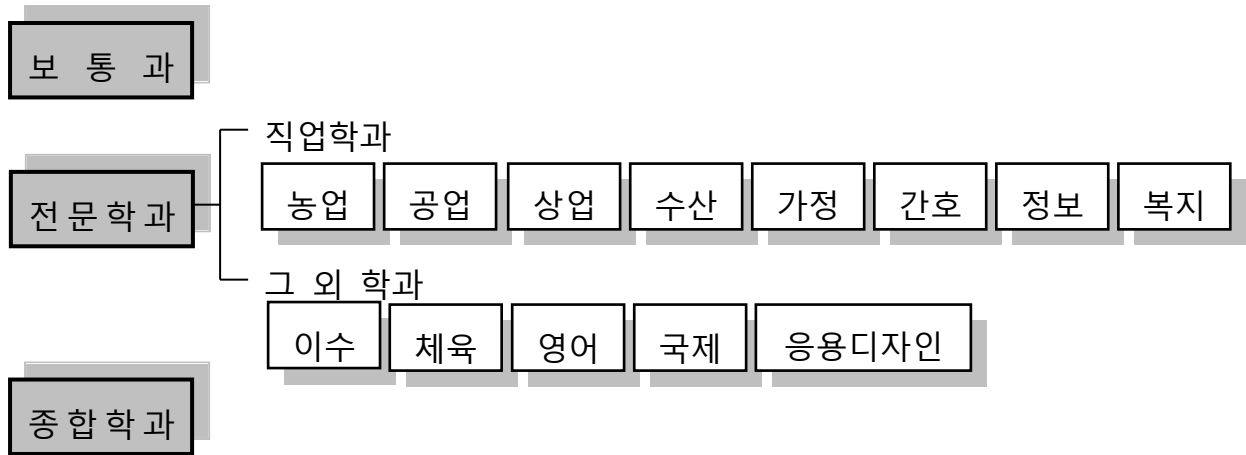 보 통 과
직업학과
전문학과
농업 공업 상업 수산 가정 간호 정보 복지
그 외 학과
이수 체육 영어 국제 응용디자인
종합학과